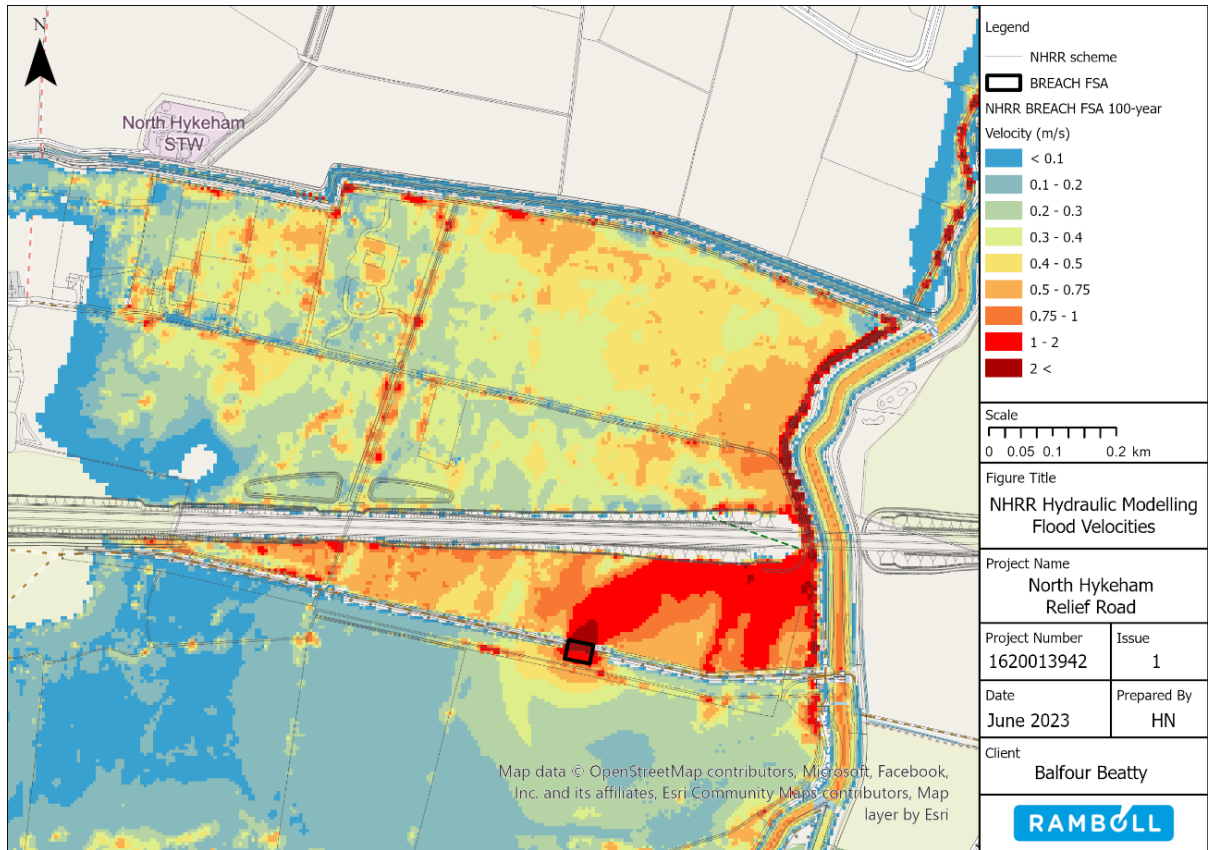 N
North Hykeham
STW
Map data © OpenStreetMap contributors, Microsoft, Facebook,
Inc. and its affiliates, Esri Community Maps contributors, Map
layer by Esri
Legend
NHRR scheme
BREACH FSA
NHRR BREACH FSA 100-year
Velocity (m/s)
< 0.1
0.1 - 0.2
0.2 - 0.3
0.3 - 0.4
0.4 - 0.5
0.5 - 0.75
0.75 - 1
1 - 2
2 <
Scale
0 0.05 0.1 0.2 km
Figure Title
NHRR Hydraulic Modelling
Flood Velocities
Project Name
North Hykeham
Relief Road
Project Number
1620013942
Issue
1
Date
June 2023
Prepared By
HN
Client
Balfour Beatty
RAMBOLL